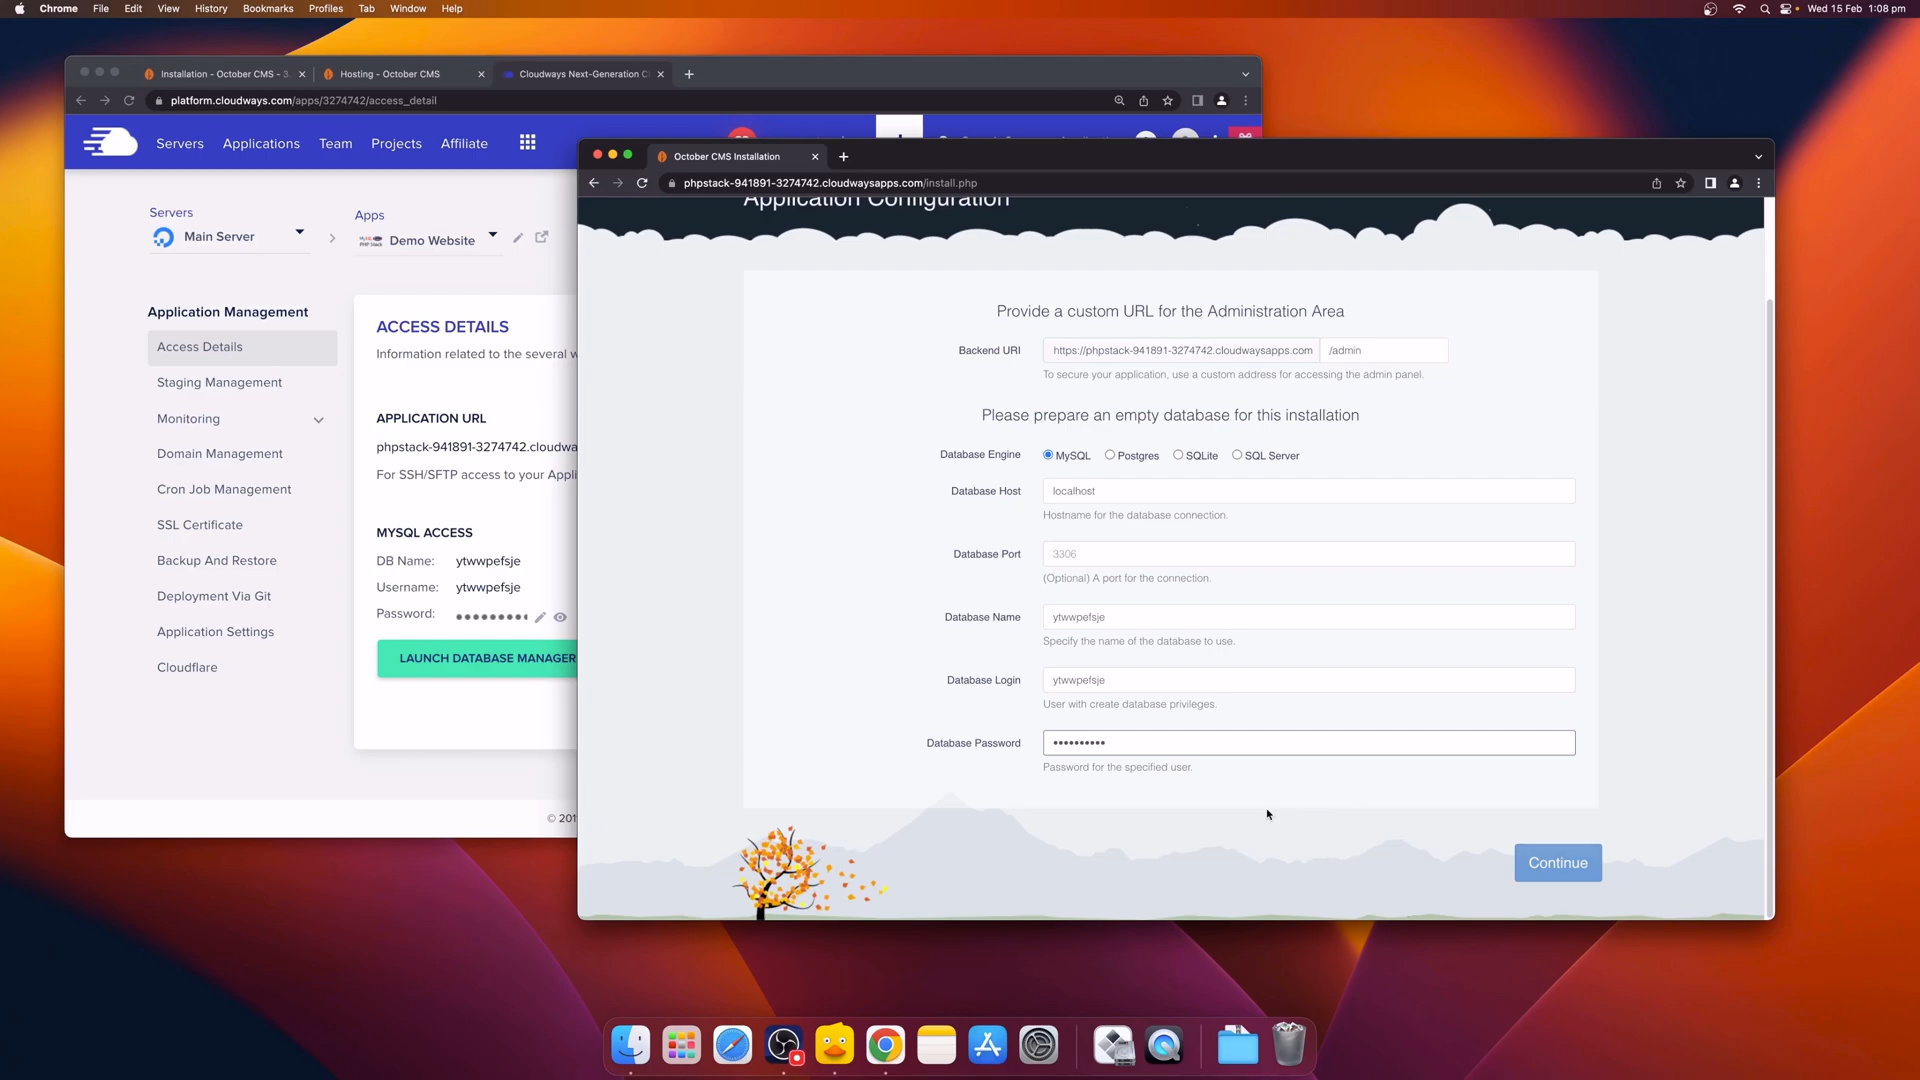 Chrome File Edit View History Bookmarks Profiles Tab Window Help
Wed 15 Feb 1:08 pm
Installation - October CMS - 3.
Hosting - October CMS
Cloudways Next-Generation C
platform.cloudways.com/apps/3274742/access_detail
Servers Applications Team Projects Affiliate
Servers
Main Server
Apps
Demo Website
Application Management
Access Details
Staging Management
Monitoring
Domain Management
Cron Job Management
SSL Certificate
Backup And Restore
Deployment Via Git
Application Settings
Cloudflare
ACCESS DETAILS
Information related to the several w
APPLICATION URL
phpstack-941891-3274742.cloudwa
For SSH/SFTP access to your Appli
MYSQL ACCESS
DB Name: ytwwpefsje
Username: ytwwpefsje
Password: •••••••••
LAUNCH DATABASE MANAGER
© 201
October CMS Installation
phpstack-941891-3274742.cloudwaysapps.com/install.php
Application Configuration
Provide a custom URL for the Administration Area
Backend URI https://phpstack-941891-3274742.cloudwaysapps.com /admin
To secure your application, use a custom address for accessing the admin panel.
Please prepare an empty database for this installation
Database Engine MySQL Postgres SQLite SQL Server
Database Host localhost
Hostname for the database connection.
Database Port 3306
(Optional) A port for the connection.
Database Name ytwwpefsje
Specify the name of the database to use.
Database Login ytwwpefsje
User with create database privileges.
Database Password ••••••••••
Password for the specified user.
Continue